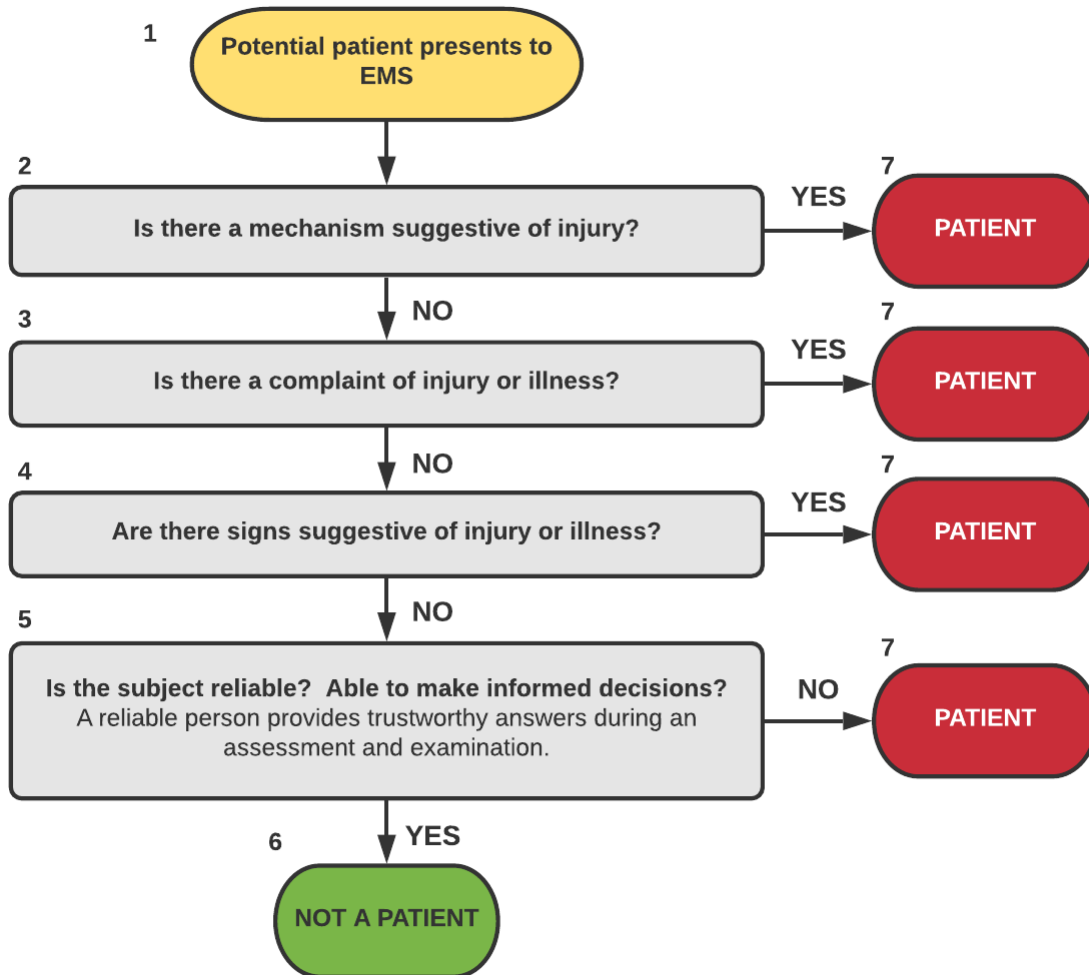 1
Potential patient presents to
EMS
2
Is there a mechanism suggestive of injury?
YES
7
PATIENT
NO
3
Is there a complaint of injury or illness?
YES
7
PATIENT
NO
4
Are there signs suggestive of injury or illness?
YES
7
PATIENT
NO
5
Is the subject reliable?  Able to make informed decisions?
A reliable person provides trustworthy answers during an
assessment and examination.
NO
7
PATIENT
YES
6
NOT A PATIENT